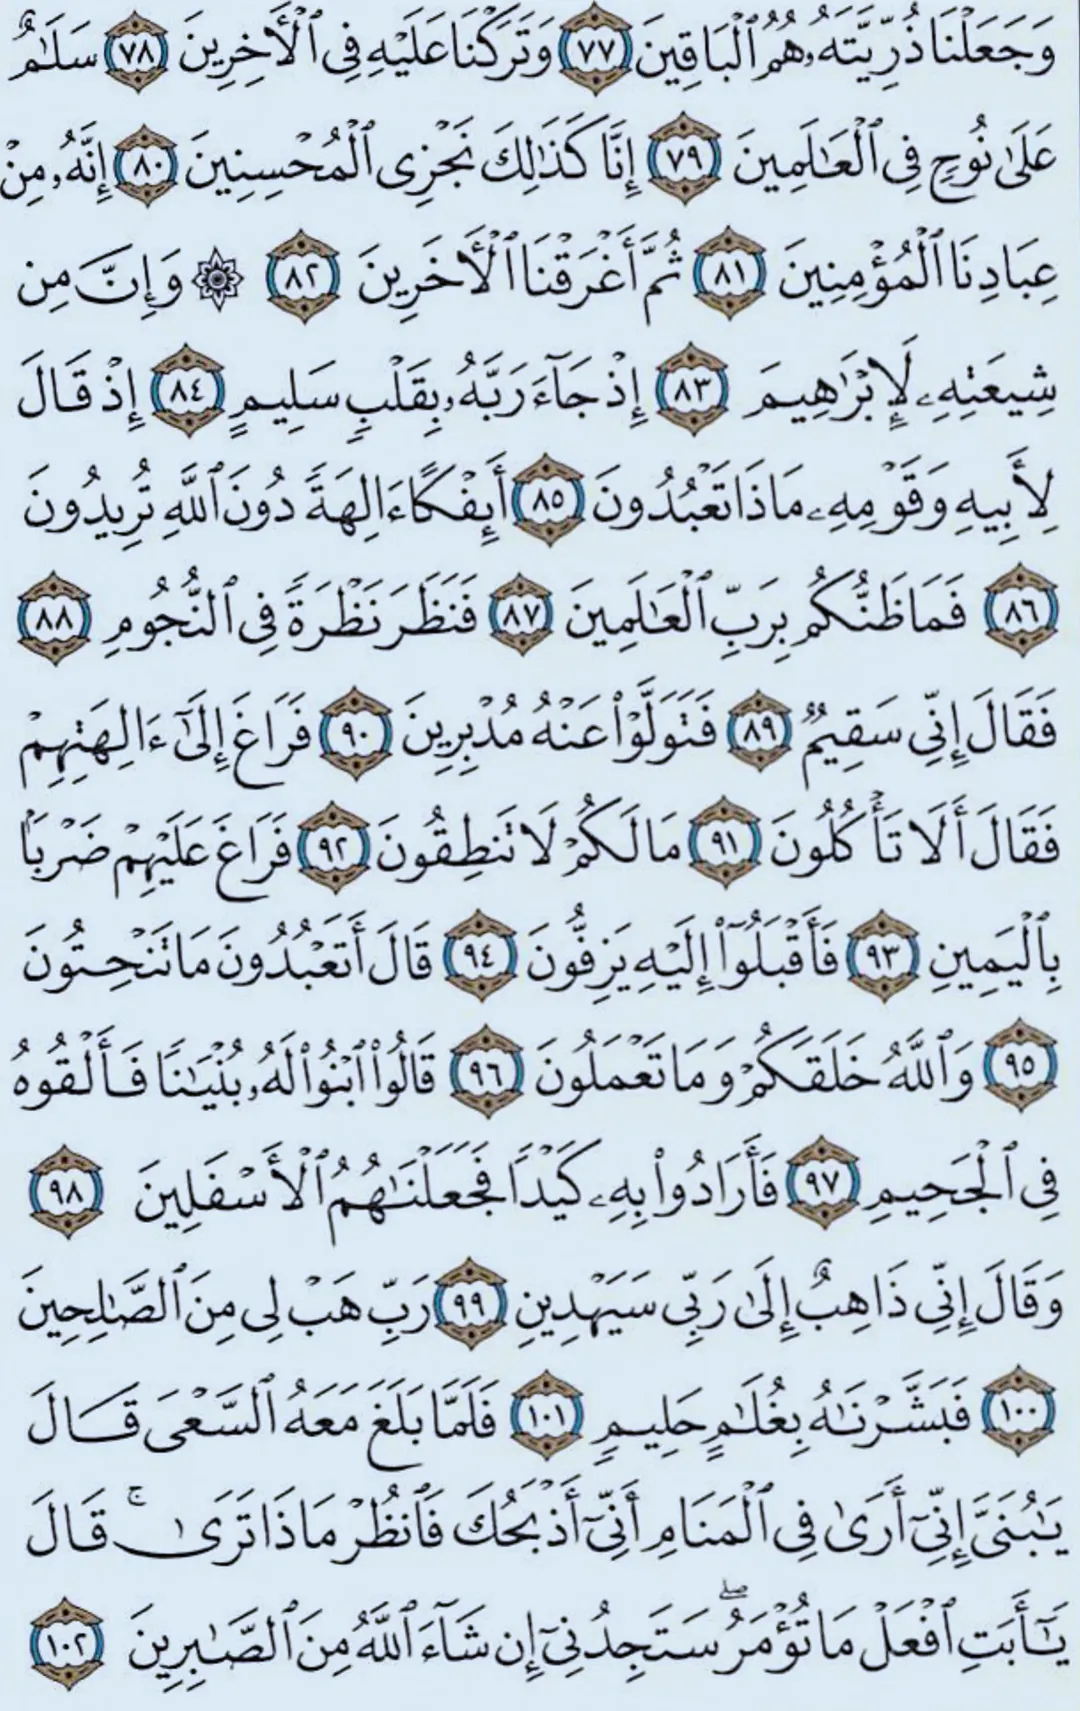 وَجَعَلْنَا ذُرِّيَّتَهُۥ هُمُ ٱلْبَاقِينَ ٧٧ وَتَرَكْنَا عَلَيْهِ فِى ٱلْأَخِرِينَ ٧٨ سَلَٰمٌ
عَلَىٰ نُوحٍ فِى ٱلْعَٰلَمِينَ ٧٩ إِنَّا كَذَٰلِكَ نَجْزِى ٱلْمُحْسِنِينَ ٨٠ إِنَّهُۥ مِنْ
عِبَادِنَا ٱلْمُؤْمِنِينَ ٨١ ثُمَّ أَغْرَقْنَا ٱلْأَخَرِينَ ٨٢ ۞ وَإِنَّ مِن
شِيعَتِهِۦ لَإِبْرَٰهِيمَ ٨٣ إِذْ جَآءَ رَبَّهُۥ بِقَلْبٍ سَلِيمٍ ٨٤ إِذْ قَالَ
لِأَبِيهِ وَقَوْمِهِۦ مَاذَا تَعْبُدُونَ ٨٥ أَئِفْكًا ءَالِهَةً دُونَ ٱللَّهِ تُرِيدُونَ
٨٦ فَمَا ظَنُّكُم بِرَبِّ ٱلْعَٰلَمِينَ ٨٧ فَنَظَرَ نَظْرَةً فِى ٱلنُّجُومِ ٨٨
فَقَالَ إِنِّى سَقِيمٌ ٨٩ فَتَوَلَّوْا۟ عَنْهُ مُدْبِرِينَ ٩٠ فَرَاغَ إِلَىٰٓ ءَالِهَتِهِمْ
فَقَالَ أَلَا تَأْكُلُونَ ٩١ مَا لَكُمْ لَا تَنطِقُونَ ٩٢ فَرَاغَ عَلَيْهِمْ ضَرْبًۢا
بِٱلْيَمِينِ ٩٣ فَأَقْبَلُوٓا۟ إِلَيْهِ يَزِفُّونَ ٩٤ قَالَ أَتَعْبُدُونَ مَا تَنْحِتُونَ
٩٥ وَٱللَّهُ خَلَقَكُمْ وَمَا تَعْمَلُونَ ٩٦ قَالُوا۟ ٱبْنُوا۟ لَهُۥ بُنْيَٰنًا فَأَلْقُوهُ
فِى ٱلْجَحِيمِ ٩٧ فَأَرَادُوا۟ بِهِۦ كَيْدًا فَجَعَلْنَٰهُمُ ٱلْأَسْفَلِينَ ٩٨
وَقَالَ إِنِّى ذَاهِبٌ إِلَىٰ رَبِّى سَيَهْدِينِ ٩٩ رَبِّ هَبْ لِى مِنَ ٱلصَّٰلِحِينَ
١٠٠ فَبَشَّرْنَٰهُ بِغُلَٰمٍ حَلِيمٍ ١٠١ فَلَمَّا بَلَغَ مَعَهُ ٱلسَّعْىَ قَالَ
يَٰبُنَىَّ إِنِّىٓ أَرَىٰ فِى ٱلْمَنَامِ أَنِّىٓ أَذْبَحُكَ فَٱنظُرْ مَاذَا تَرَىٰ ۚ قَالَ
يَٰٓأَبَتِ ٱفْعَلْ مَا تُؤْمَرُ ۖ سَتَجِدُنِىٓ إِن شَآءَ ٱللَّهُ مِنَ ٱلصَّٰبِرِينَ ١٠٢